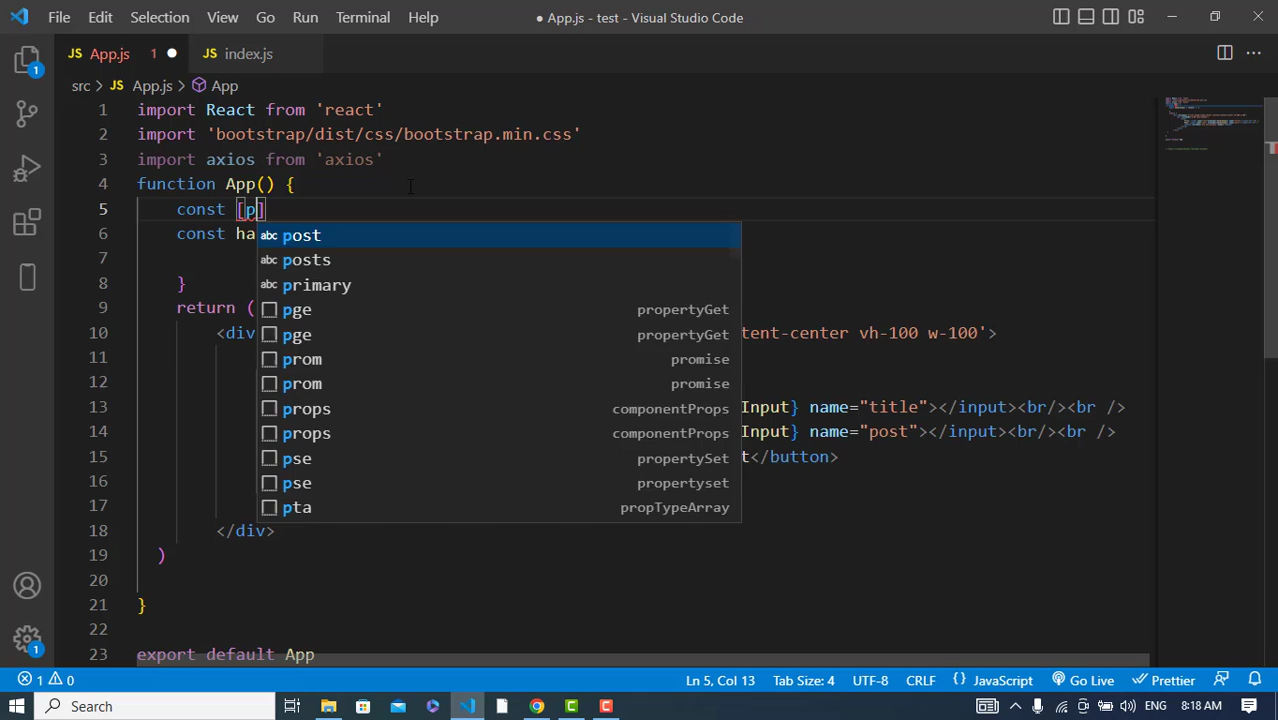 File Edit Selection View Go Run Terminal Help
● App.js - test - Visual Studio Code
JS App.js 1 ●
JS index.js
src > JS App.js > App
1 import React from 'react'
2 import 'bootstrap/dist/css/bootstrap.min.css'
3 import axios from 'axios'
4 function App() {
5 const [p]
6 const ha
7
8 }
9 return (
10 <div tent-center vh-100 w-100'>
11
12
13 Input} name="title"></input><br/><br />
14 Input} name="post"></input><br/><br />
15 t</button>
16
17
18 </div>
19 )
20
21 }
22
23 export default App
abc post
abc posts
abc primary
pge propertyGet
pge propertyGet
prom promise
prom promise
props componentProps
props componentProps
pse propertySet
pse propertyset
pta propTypeArray
1
1
1 0
Ln 5, Col 13 Tab Size: 4 UTF-8 CRLF {} JavaScript Go Live Prettier
Search
ENG 8:18 AM